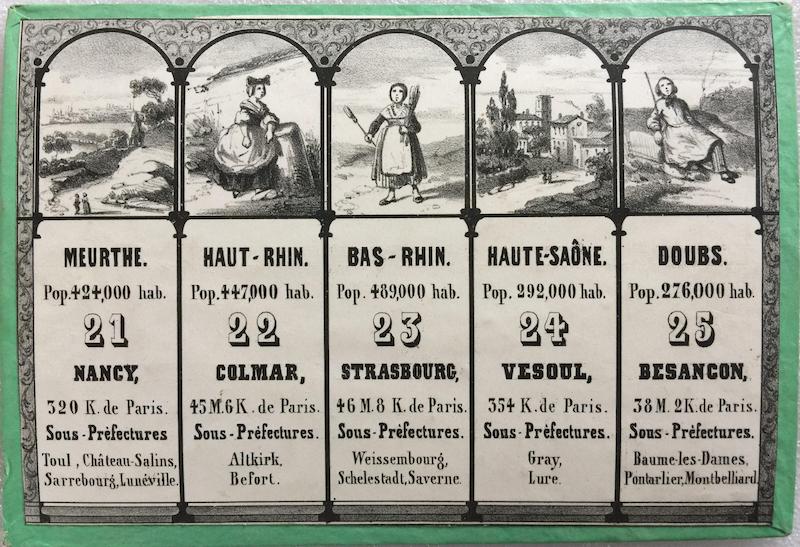 MEURTHE.
Pop. 424,000 hab.
21
NANCY,
320 K. de Paris.
Sous-Préfectures
Toul, Château-Salins,
Sarrebourg, Lunéville.
HAUT-RHIN.
Pop. 447,000 hab.
22
COLMAR,
45 M. 6 K. de Paris.
Sous-Préfectures.
Altkirk,
Befort.
BAS-RHIN.
Pop. 489,000 hab.
23
STRASBOURG,
46 M. 8 K. de Paris.
Sous-Préfectures.
Weissembourg,
Schelestadt, Saverne.
HAUTE-SAÔNE.
Pop. 292,000 hab.
24
VESOUL,
354 K. de Paris.
Sous-Préfectures.
Gray,
Lure.
DOUBS.
Pop. 276,000 hab.
25
BESANCON,
38 M. 2 K. de Paris.
Sous-Préfectures.
Baume-les-Dames,
Pontarlier, Montbelliard.